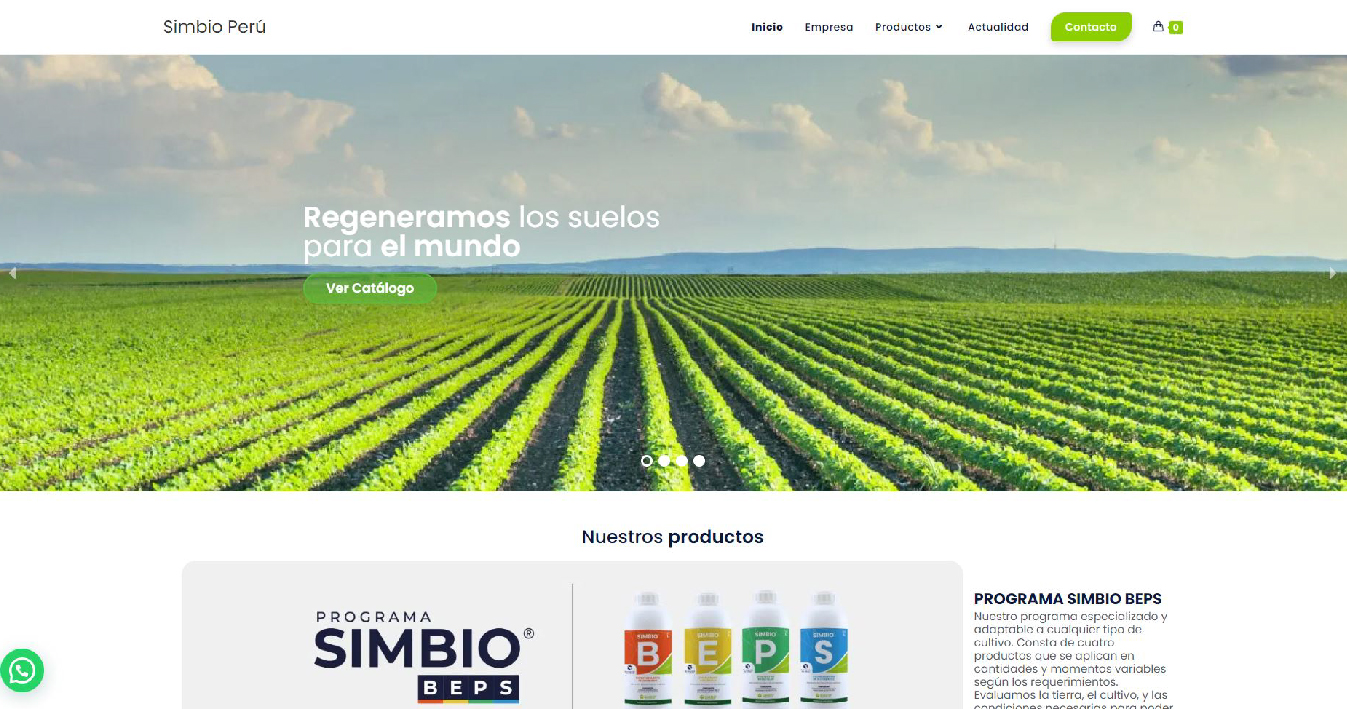 Simbio Perú
Inicio
Empresa
Productos
Actualidad
Contacto
0
Regeneramos los suelos
para el mundo
Ver Catálogo
Nuestros productos
PROGRAMA
SIMBIO®
BEPS
SIMBIO
B
SIMBIO
E
SIMBIO
P
SIMBIO
S
PROGRAMA SIMBIO BEPS
Nuestro programa especializado y
adaptable a cualquier tipo de
cultivo. Consta de cuatro
productos que se aplican en
cantidades y momentos variables
según los requerimientos.
Evaluamos la tierra, el cultivo, y las
condiciones necesarias para poder